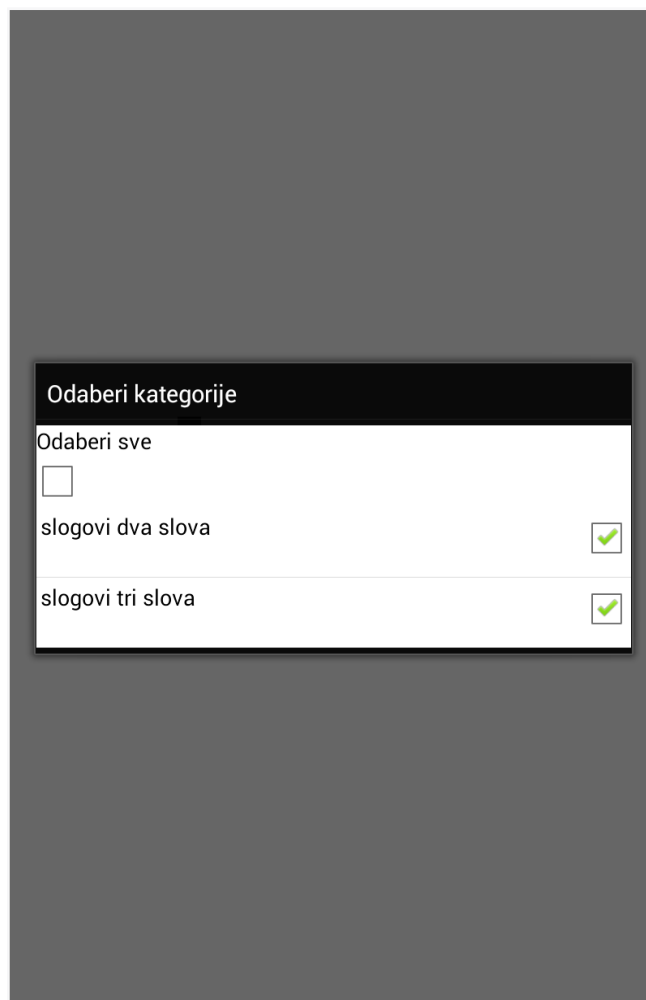 Odaberi kategorije
Odaberi sve
slogovi dva slova
slogovi tri slova